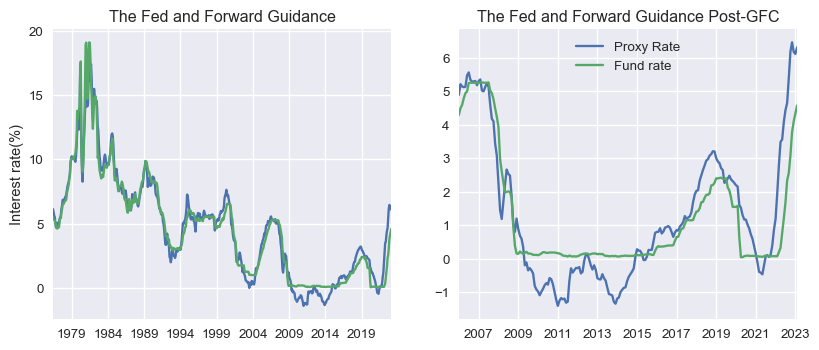 The Fed and Forward Guidance
Interest rate(%)
20
15
10
5
0
1979 1984 1989 1994 1999 2004 2009 2014 2019
The Fed and Forward Guidance Post-GFC
Proxy Rate
Fund rate
6
5
4
3
2
1
0
−1
2007 2009 2011 2013 2015 2017 2019 2021 2023